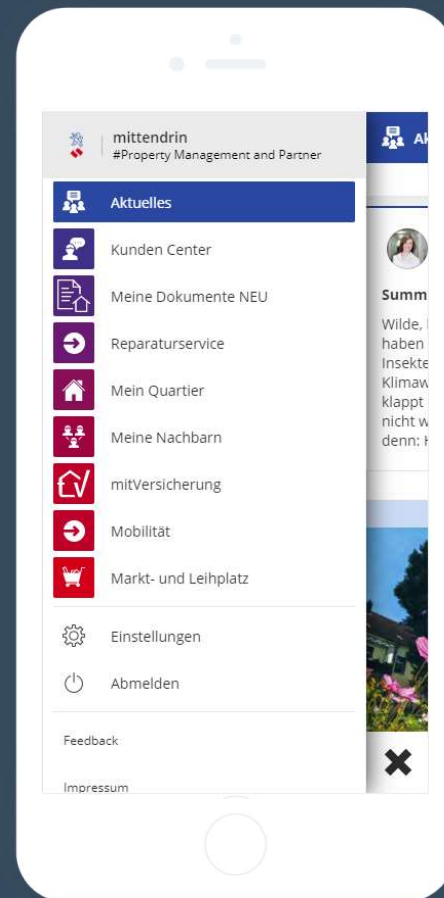 mittendrin
#Property Management and Partner
Aktuelles
Kunden Center
Meine Dokumente NEU
Reparaturservice
Mein Quartier
Meine Nachbarn
mitVersicherung
Mobilität
Markt- und Leihplatz
Einstellungen
Abmelden
Feedback
Impressum
Ak
Summ
Wilde,
haben
Insekte
Klimaw
klappt
nicht w
denn: H